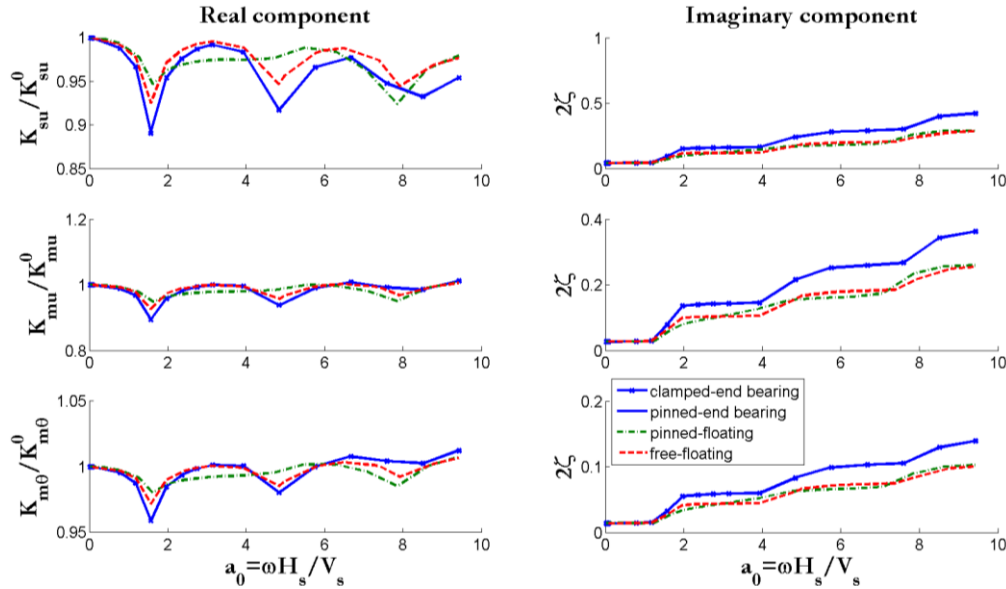 Real component
Imaginary component
K_su/K^0_su
1
0.95
0.9
0.85
0 2 4 6 8 10
2ζ
1
0.5
0
0 2 4 6 8 10
K_mu/K^0_mu
1.2
1
0.8
0 2 4 6 8 10
2ζ
0.4
0.2
0
0 2 4 6 8 10
K_mθ/K^0_mθ
1.05
1
0.95
0 2 4 6 8 10
a_0=ωH_s/V_s
2ζ
0.2
0.1
0
clamped-end bearing
pinned-end bearing
pinned-floating
free-floating
0 2 4 6 8 10
a_0=ωH_s/V_s